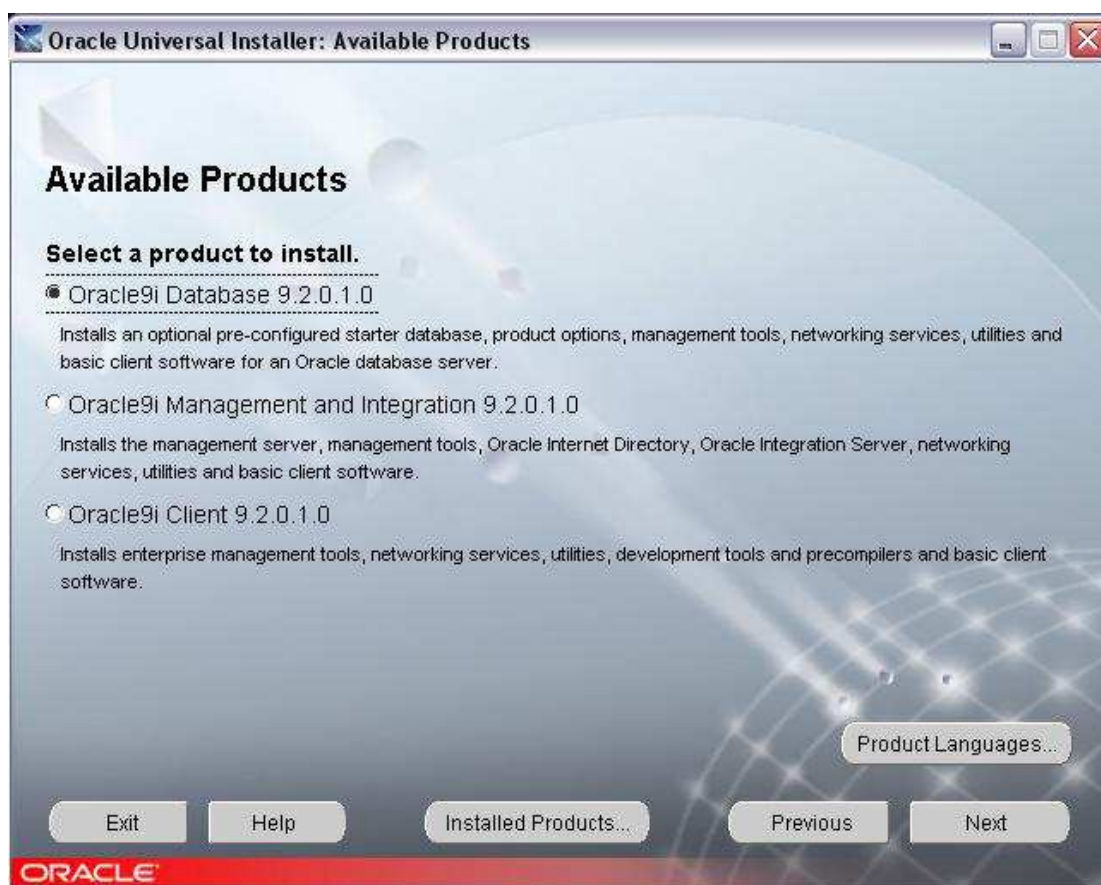 Oracle Universal Installer: Available Products
Available Products
Select a product to install.
Oracle9i Database 9.2.0.1.0
Installs an optional pre-configured starter database, product options, management tools, networking services, utilities and
basic client software for an Oracle database server.
Oracle9i Management and Integration 9.2.0.1.0
Installs the management server, management tools, Oracle Internet Directory, Oracle Integration Server, networking
services, utilities and basic client software.
Oracle9i Client 9.2.0.1.0
Installs enterprise management tools, networking services, utilities, development tools and precompilers and basic client
software.
Product Languages...
Exit Help Installed Products... Previous Next
ORACLE